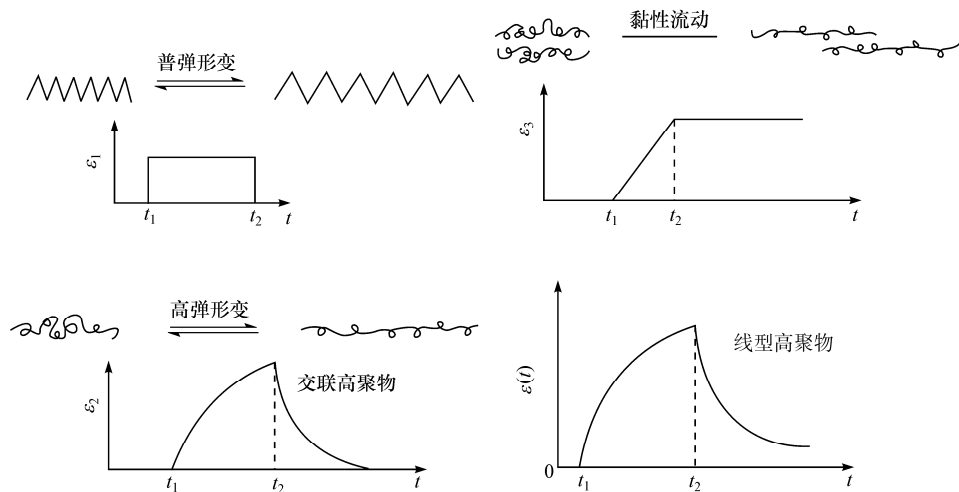 普弹形变
ε₁
t₁
t₂
t
黏性流动
ε₃
t₁
t₂
t
高弹形变
交联高聚物
ε₂
t₁
t₂
t
线型高聚物
ε(t)
0
t₁
t₂
t